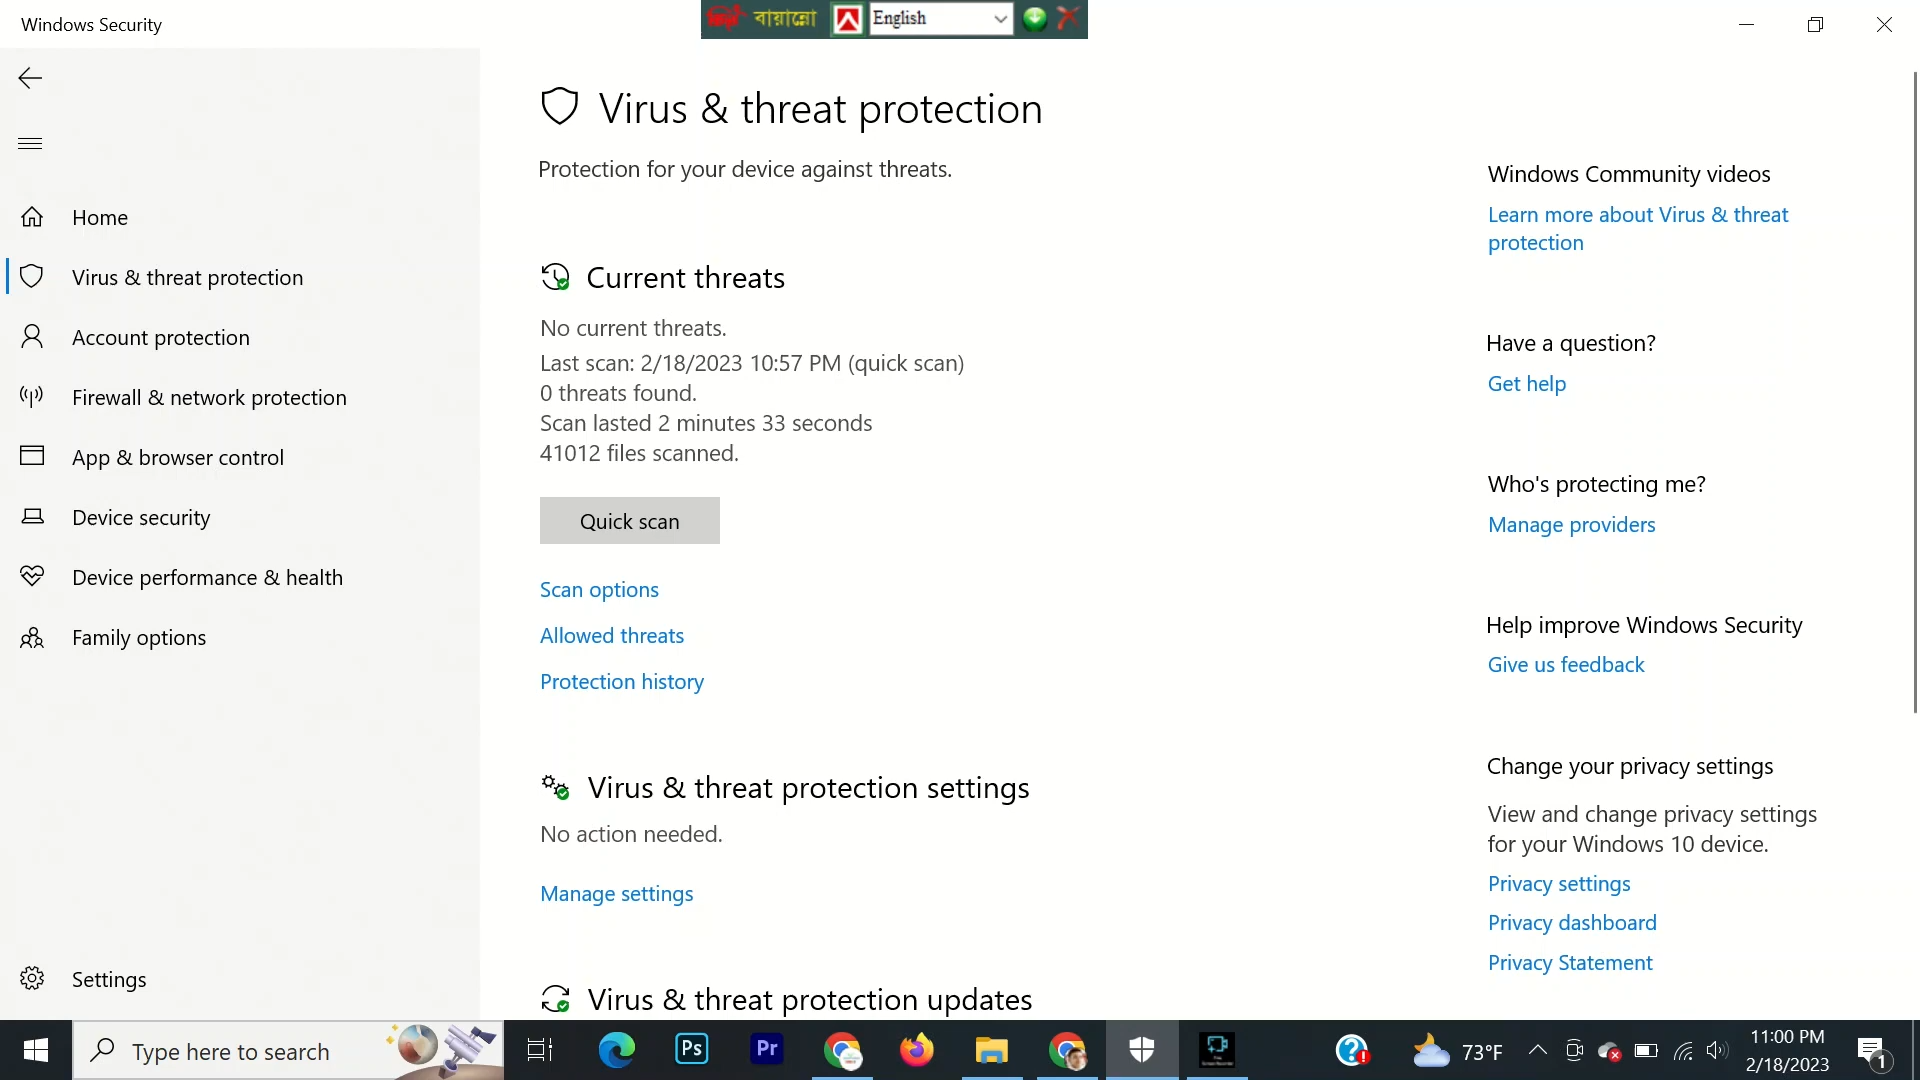 Windows Security
বায়ান্নো
English
Home
Virus & threat protection
Account protection
Firewall & network protection
App & browser control
Device security
Device performance & health
Family options
Settings
Virus & threat protection
Protection for your device against threats.
Current threats
No current threats.
Last scan: 2/18/2023 10:57 PM (quick scan)
0 threats found.
Scan lasted 2 minutes 33 seconds
41012 files scanned.
Quick scan
Scan options
Allowed threats
Protection history
Virus & threat protection settings
No action needed.
Manage settings
Virus & threat protection updates
Windows Community videos
Learn more about Virus & threat
protection
Have a question?
Get help
Who's protecting me?
Manage providers
Help improve Windows Security
Give us feedback
Change your privacy settings
View and change privacy settings
for your Windows 10 device.
Privacy settings
Privacy dashboard
Privacy Statement
Type here to search
Ps
Pr
73°F
11:00 PM
2/18/2023
1